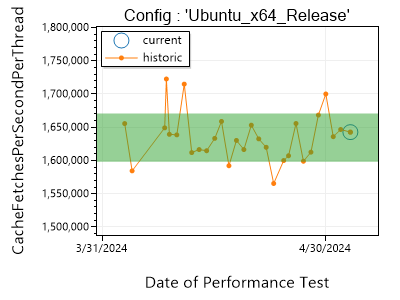 Config : 'Ubuntu_x64_Release'
CacheFetchesPerSecondPerThread
1,800,000
1,750,000
1,700,000
1,650,000
1,600,000
1,550,000
1,500,000
current
historic
3/31/2024
4/30/2024
Date of Performance Test